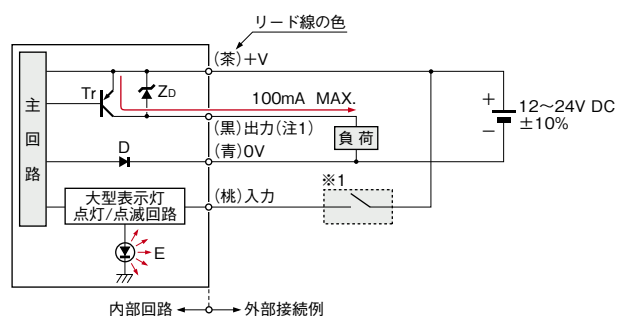 リード線の色
(茶)+V
Tr
ZD
100mA MAX.
主回路
+
12～24V DC
±10%
−
(黒)出力(注1)
負荷
D
(青)0V
※1
(桃)入力
大型表示灯
点灯/点滅回路
E
内部回路
外部接続例